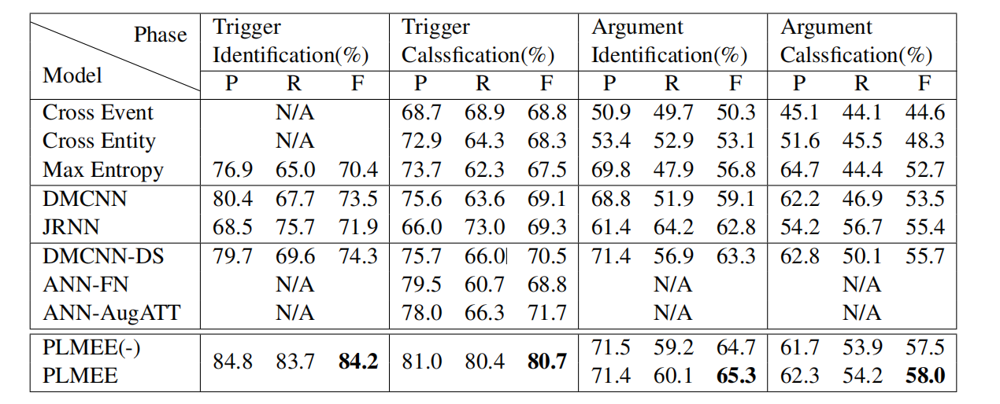 Phase Trigger Trigger Argument Argument
Identification(%) Calssfication(%) Identification(%) Calssfication(%)
Model
P R F P R F P R F P R F
Cross Event N/A 68.7 68.9 68.8 50.9 49.7 50.3 45.1 44.1 44.6
Cross Entity N/A 72.9 64.3 68.3 53.4 52.9 53.1 51.6 45.5 48.3
Max Entropy 76.9 65.0 70.4 73.7 62.3 67.5 69.8 47.9 56.8 64.7 44.4 52.7
DMCNN 80.4 67.7 73.5 75.6 63.6 69.1 68.8 51.9 59.1 62.2 46.9 53.5
JRNN 68.5 75.7 71.9 66.0 73.0 69.3 61.4 64.2 62.8 54.2 56.7 55.4
DMCNN-DS 79.7 69.6 74.3 75.7 66.0 70.5 71.4 56.9 63.3 62.8 50.1 55.7
ANN-FN N/A 79.5 60.7 68.8 N/A N/A
ANN-AugATT N/A 78.0 66.3 71.7 N/A N/A
PLMEE(-) 71.5 59.2 64.7 61.7 53.9 57.5
84.8 83.7 84.2 81.0 80.4 80.7
PLMEE 71.4 60.1 65.3 62.3 54.2 58.0